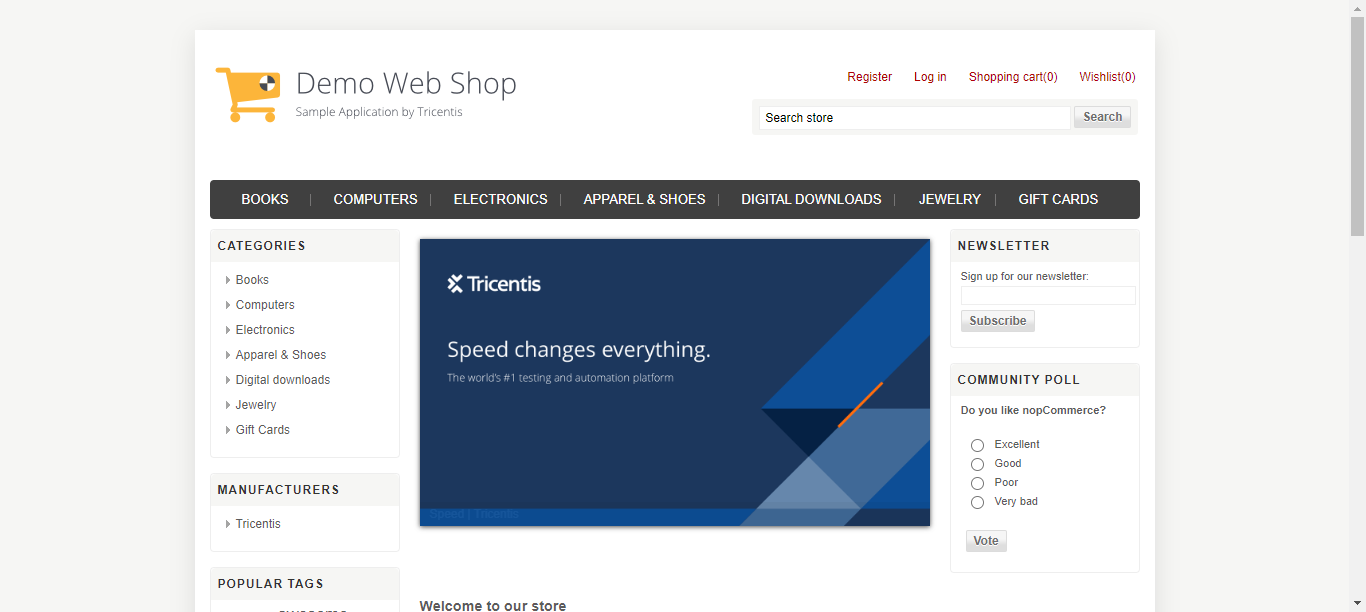 Demo Web Shop
Sample Application by Tricentis
Register Log in Shopping cart(0) Wishlist(0)
Search store Search
BOOKS | COMPUTERS | ELECTRONICS | APPAREL & SHOES | DIGITAL DOWNLOADS | JEWELRY | GIFT CARDS
CATEGORIES
Books
Computers
Electronics
Apparel & Shoes
Digital downloads
Jewelry
Gift Cards
MANUFACTURERS
Tricentis
POPULAR TAGS
Tricentis
Speed changes everything.
The world's #1 testing and automation platform
Speed | Tricentis
Welcome to our store
NEWSLETTER
Sign up for our newsletter:
Subscribe
COMMUNITY POLL
Do you like nopCommerce?
Excellent
Good
Poor
Very bad
Vote